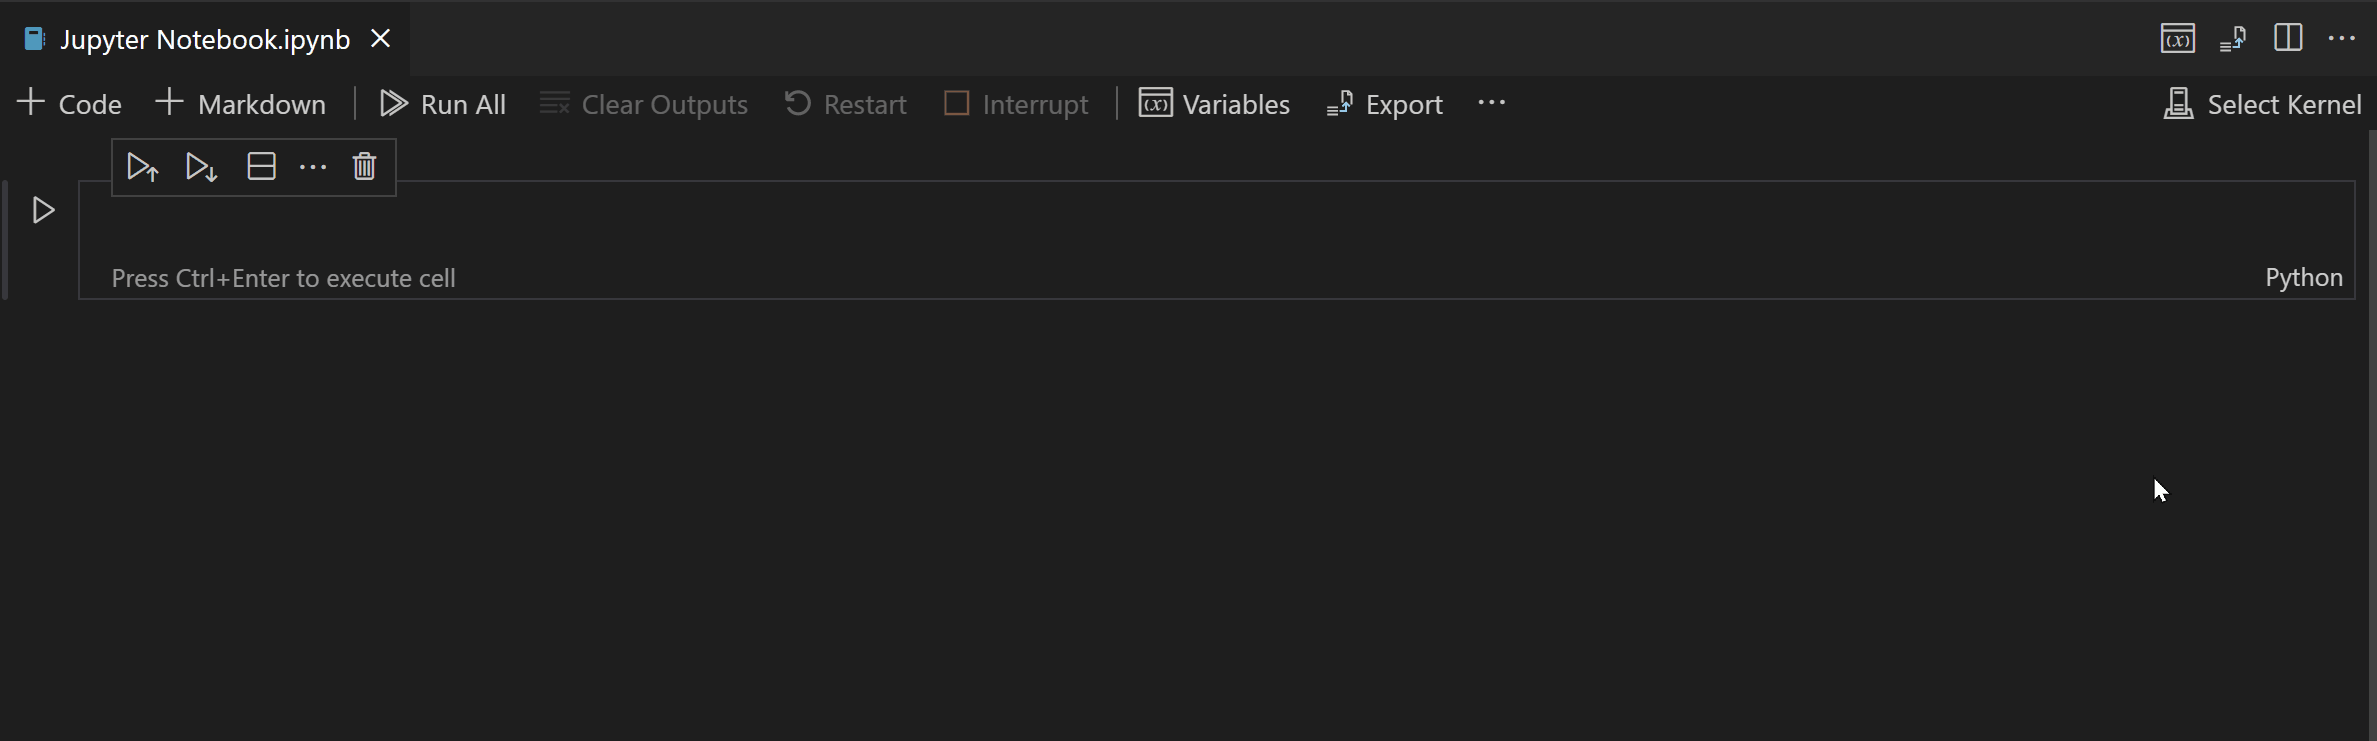 Jupyter Notebook.ipynb
Code Markdown Run All Clear Outputs Restart Interrupt (x) Variables Export Select Kernel
Press Ctrl+Enter to execute cell
Python